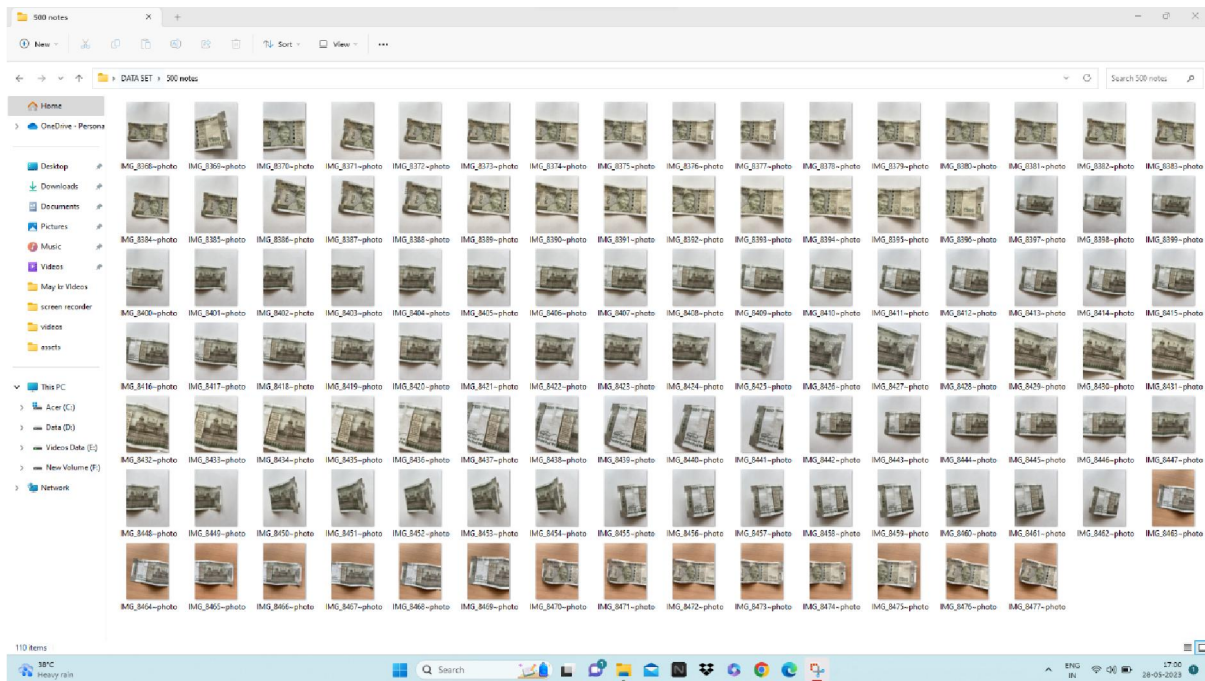 500 notes
New
Sort
View
DATA SET
500 notes
Search 500 notes
Home
OneDrive - Persona
Desktop
Downloads
Documents
Pictures
Music
Videos
May ke Videos
screen recorder
videos
assets
This PC
Acer (C:)
Data (D:)
Videos Data (E:)
New Volume (F:)
Network
IMG_8368~photo IMG_8369~photo IMG_8370~photo IMG_8371~photo IMG_8372~photo IMG_8373~photo IMG_8374~photo IMG_8375~photo IMG_8376~photo IMG_8377~photo IMG_8378~photo IMG_8379~photo IMG_8380~photo IMG_8381~photo IMG_8382~photo IMG_8383~photo
IMG_8384~photo IMG_8385~photo IMG_8386~photo IMG_8387~photo IMG_8388~photo IMG_8389~photo IMG_8390~photo IMG_8391~photo IMG_8392~photo IMG_8393~photo IMG_8394~photo IMG_8395~photo IMG_8396~photo IMG_8397~photo IMG_8398~photo IMG_8399~photo
IMG_8400~photo IMG_8401~photo IMG_8402~photo IMG_8403~photo IMG_8404~photo IMG_8405~photo IMG_8406~photo IMG_8407~photo IMG_8408~photo IMG_8409~photo IMG_8410~photo IMG_8411~photo IMG_8412~photo IMG_8413~photo IMG_8414~photo IMG_8415~photo
IMG_8416~photo IMG_8417~photo IMG_8418~photo IMG_8419~photo IMG_8420~photo IMG_8421~photo IMG_8422~photo IMG_8423~photo IMG_8424~photo IMG_8425~photo IMG_8426~photo IMG_8427~photo IMG_8428~photo IMG_8429~photo IMG_8430~photo IMG_8431~photo
IMG_8432~photo IMG_8433~photo IMG_8434~photo IMG_8435~photo IMG_8436~photo IMG_8437~photo IMG_8438~photo IMG_8439~photo IMG_8440~photo IMG_8441~photo IMG_8442~photo IMG_8443~photo IMG_8444~photo IMG_8445~photo IMG_8446~photo IMG_8447~photo
IMG_8448~photo IMG_8449~photo IMG_8450~photo IMG_8451~photo IMG_8452~photo IMG_8453~photo IMG_8454~photo IMG_8455~photo IMG_8456~photo IMG_8457~photo IMG_8458~photo IMG_8459~photo IMG_8460~photo IMG_8461~photo IMG_8462~photo IMG_8463~photo
IMG_8464~photo IMG_8465~photo IMG_8466~photo IMG_8467~photo IMG_8468~photo IMG_8469~photo IMG_8470~photo IMG_8471~photo IMG_8472~photo IMG_8473~photo IMG_8474~photo IMG_8475~photo IMG_8476~photo IMG_8477~photo
110 items
38°C
Heavy rain
Search
ENG
IN
17:00
28-05-2023